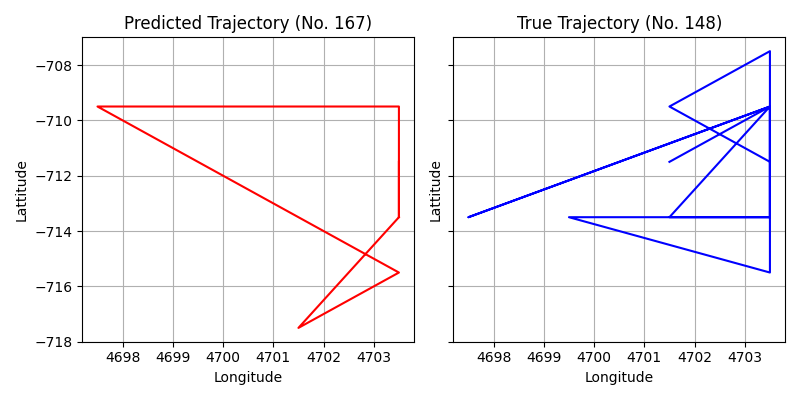 Predicted Trajectory (No. 167)
True Trajectory (No. 148)
Lattitude
−708
−710
−712
−714
−716
−718
Lattitude
4698 4699 4700 4701 4702 4703
4698 4699 4700 4701 4702 4703
Longitude
Longitude